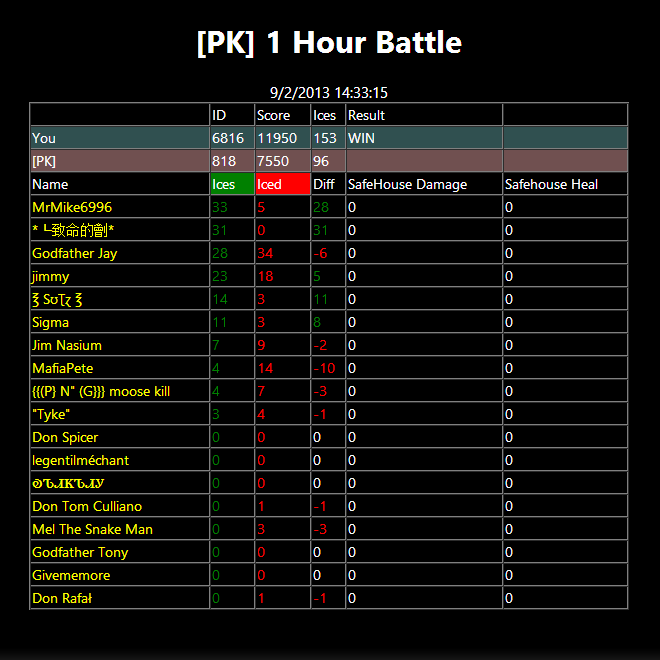 [PK] 1 Hour Battle
9/2/2013 14:33:15
ID Score Ices Result
You 6816 11950 153 WIN
[PK] 818 7550 96
Name Ices Iced Diff SafeHouse Damage Safehouse Heal
MrMike6996 33 5 28 0 0
*┗致命的劊* 31 0 31 0 0
Godfather Jay 28 34 -6 0 0
jimmy 23 18 5 0 0
14 3 11 0 0
Sigma 11 3 8 0 0
Jim Nasium 7 9 -2 0 0
MafiaPete 4 14 -10 0 0
{{(P} N" (G}}} moose kill 4 7 -3 0 0
"Tyke" 3 4 -1 0 0
Don Spicer 0 0 0 0 0
legentilméchant 0 0 0 0 0
0 0 0 0 0
Don Tom Culliano 0 1 -1 0 0
Mel The Snake Man 0 3 -3 0 0
Godfather Tony 0 0 0 0 0
Givememore 0 0 0 0 0
Don Rafał 0 1 -1 0 0